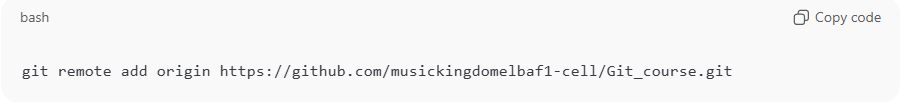 bash
Copy code
git remote add origin https://github.com/musickingdomelbaf1-cell/Git_course.git